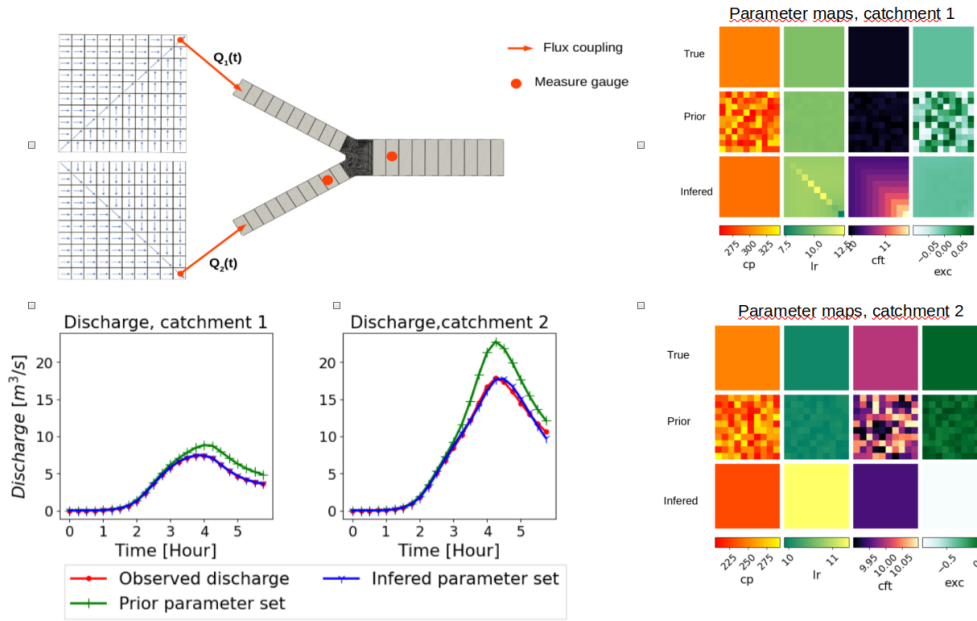 Parameter maps, catchment 1
Q1(t)
Flux coupling
Measure gauge
Q2(t)
True
Prior
Infered
275 300 325
7.5 10.0 12.5
10 11
−0.05 0.00 0.05
cp lr cft exc
Discharge, catchment 1
Discharge,catchment 2
Discharge [m³/s]
20
15
10
5
0
0 1 2 3 4 5
Time [Hour]
20
15
10
5
0
0 1 2 3 4 5
Time [Hour]
Observed discharge
Infered parameter set
Prior parameter set
Parameter maps, catchment 2
True
Prior
Infered
225 250 275
10 11
9.95 10.00 10.05
−0.5
cp lr cft exc